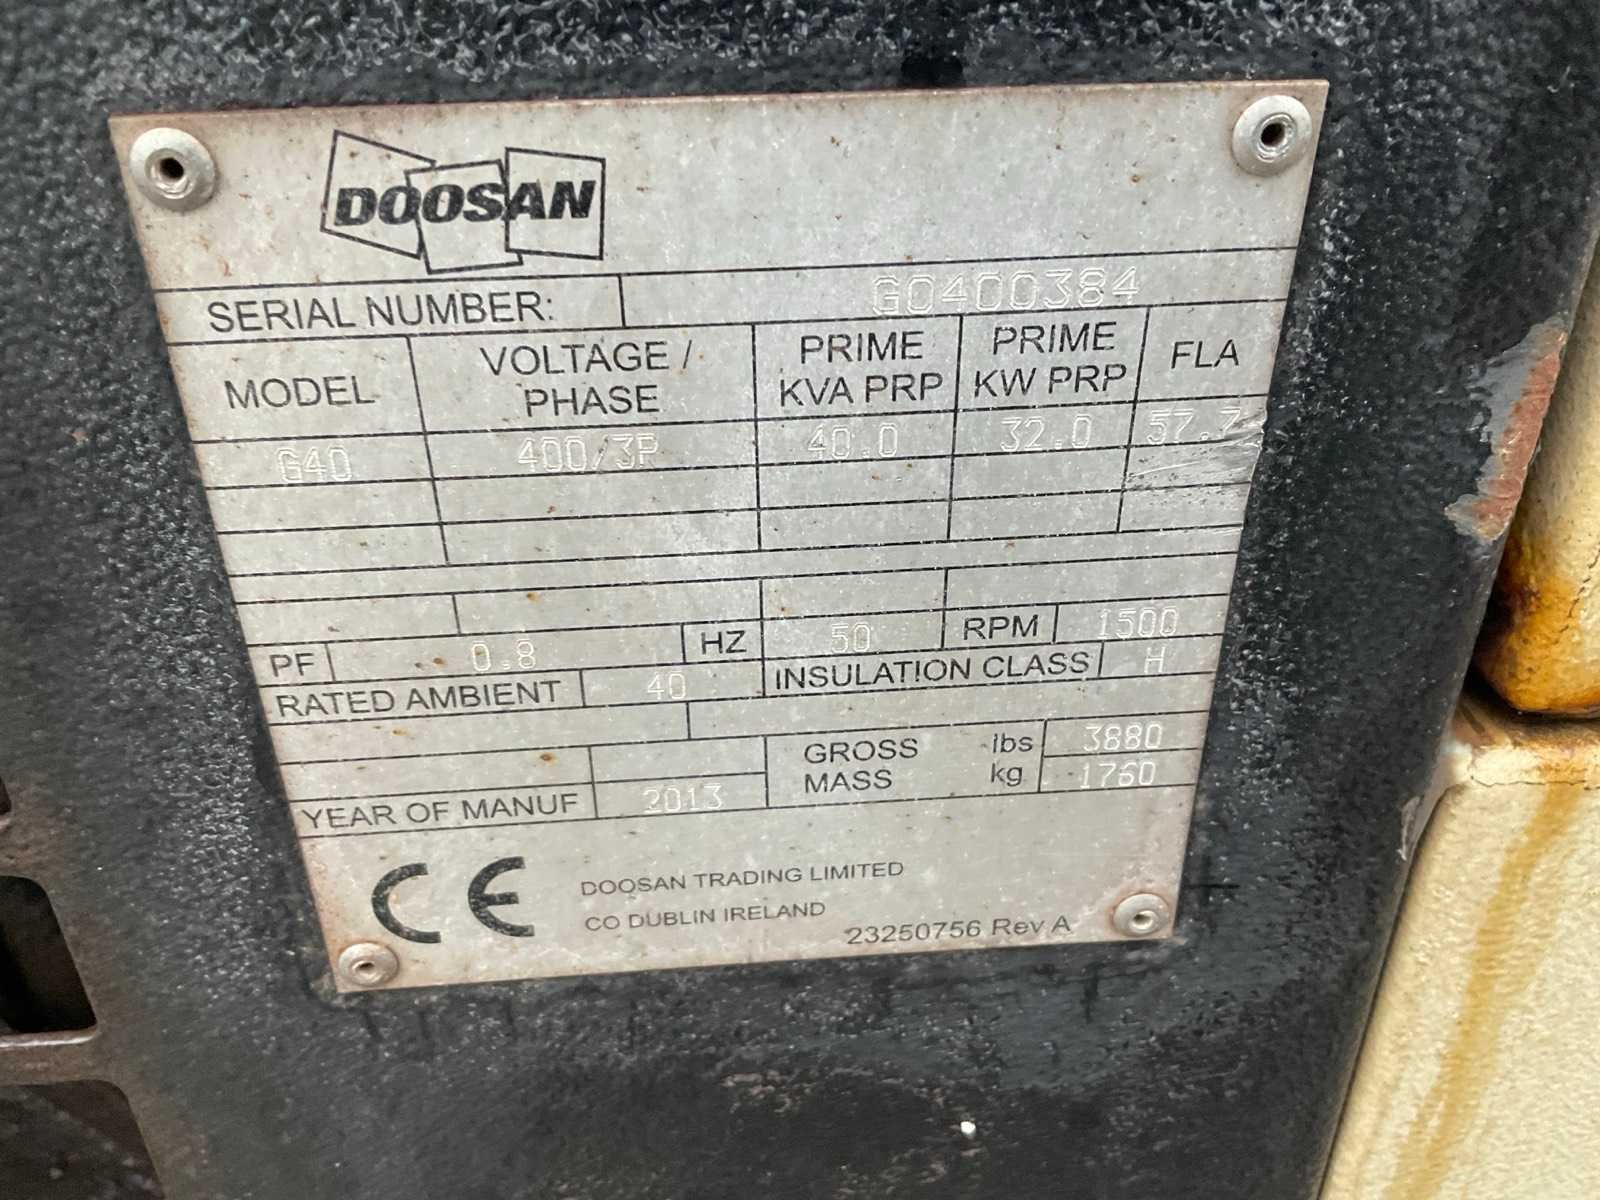 DOOSAN
SERIAL NUMBER: G0400384
MODEL VOLTAGE / PHASE PRIME KVA PRP PRIME KW PRP FLA
G40 400/3P 40.0 32.0 57.7
PF 0.8 HZ 50 RPM 1500
RATED AMBIENT 40 INSULATION CLASS H
GROSS MASS lbs 3880
kg 1760
YEAR OF MANUF 2013
CE
DOOSAN TRADING LIMITED
CO DUBLIN IRELAND
23250756 Rev A